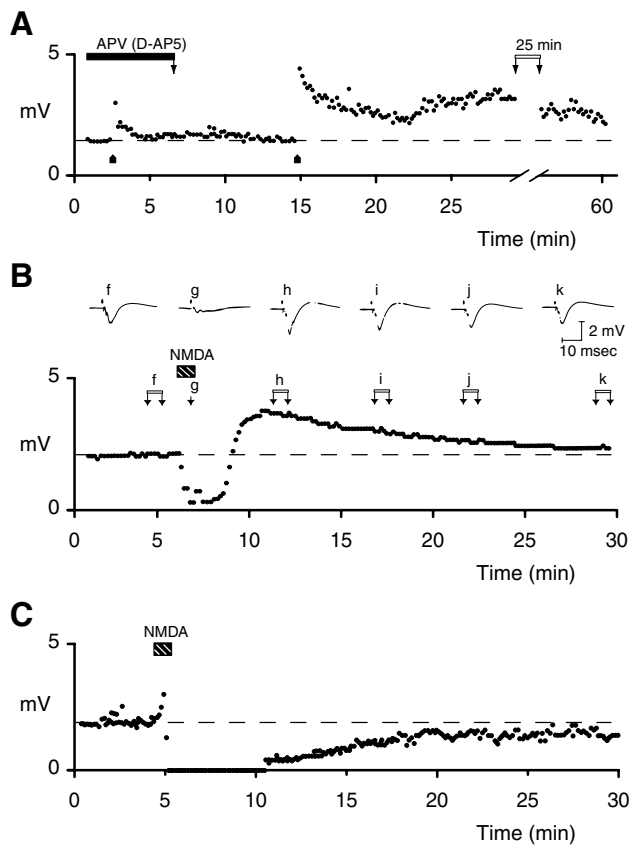 A
APV (D-AP5)
25 min
5
mV
0
0 5 10 15 20 25 60
Time (min)
B
f g h i j k
2 mV
10 msec
NMDA
f g h i j k
5
mV
0
0 5 10 15 20 25 30
Time (min)
C
NMDA
5
mV
0
0 5 10 15 20 25 30
Time (min)